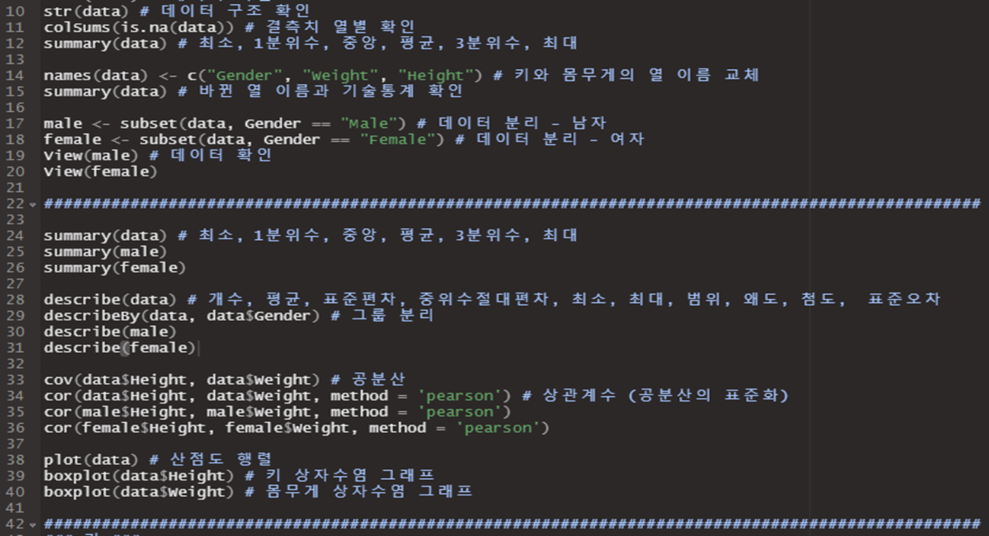 10 str(data) # 데이터 구조 확인
11 colSums(is.na(data)) # 결측치 열별 확인
12 summary(data) # 최소, 1분위수, 중앙, 평균, 3분위수, 최대
13
14 names(data) <- c("Gender", "Weight", "Height") # 키와 몸무게의 열 이름 교체
15 summary(data) # 바뀐 열 이름과 기술통계 확인
16
17 male <- subset(data, Gender == "Male") # 데이터 분리 - 남자
18 female <- subset(data, Gender == "Female") # 데이터 분리 - 여자
19 View(male) # 데이터 확인
20 View(female)
21
22 #################################################################################################
23
24 summary(data) # 최소, 1분위수, 중앙, 평균, 3분위수, 최대
25 summary(male)
26 summary(female)
27
28 describe(data) # 개수, 평균, 표준편차, 중위수절대편차, 최소, 최대, 범위, 왜도, 첨도, 표준오차
29 describeBy(data, data$Gender) # 그룹 분리
30 describe(male)
31 describe(female)
32
33 cov(data$Height, data$Weight) # 공분산
34 cor(data$Height, data$Weight, method = 'pearson') # 상관계수 (공분산의 표준화)
35 cor(male$Height, male$Weight, method = 'pearson')
36 cor(female$Height, female$Weight, method = 'pearson')
37
38 plot(data) # 산점도 행렬
39 boxplot(data$Height) # 키 상자수염 그래프
40 boxplot(data$Weight) # 몸무게 상자수염 그래프
41
42 #################################################################################################